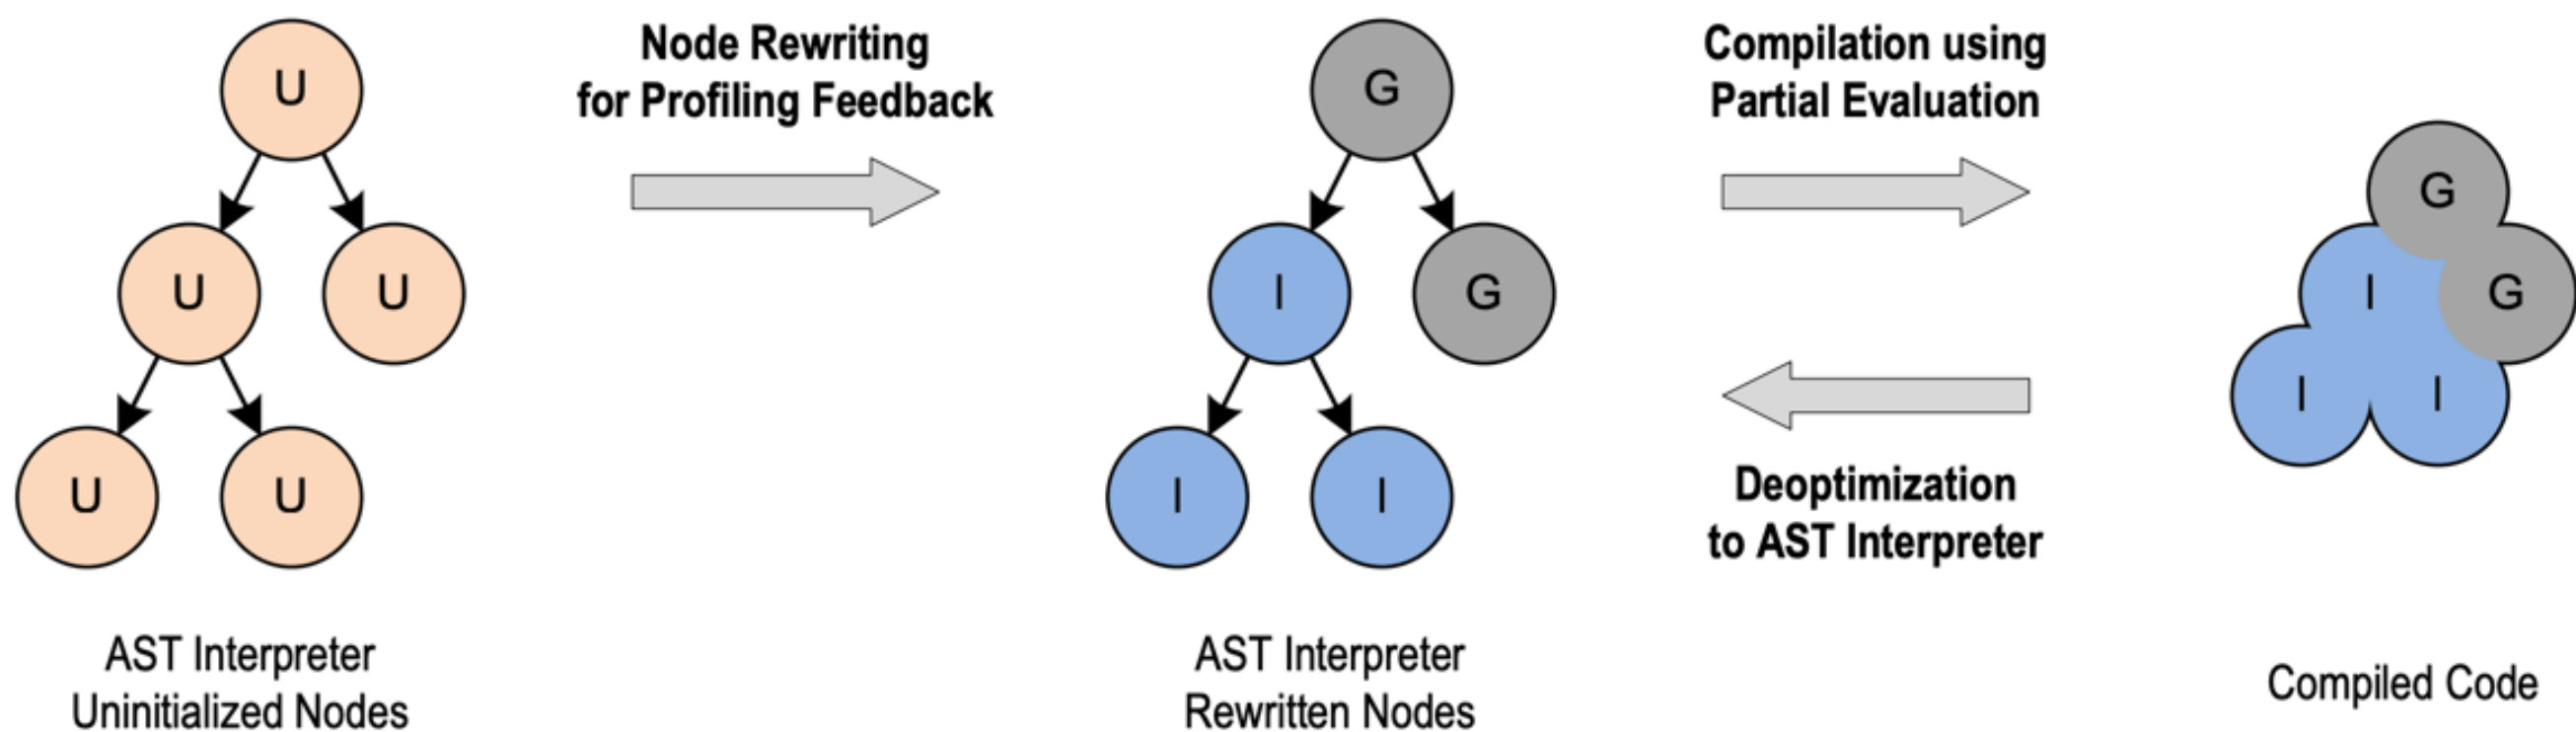 U
U
U
U
U
AST Interpreter
Uninitialized Nodes
Node Rewriting
for Profiling Feedback
G
I
G
I
I
AST Interpreter
Rewritten Nodes
Compilation using
Partial Evaluation
Deoptimization
to AST Interpreter
G
I
G
I
I
Compiled Code